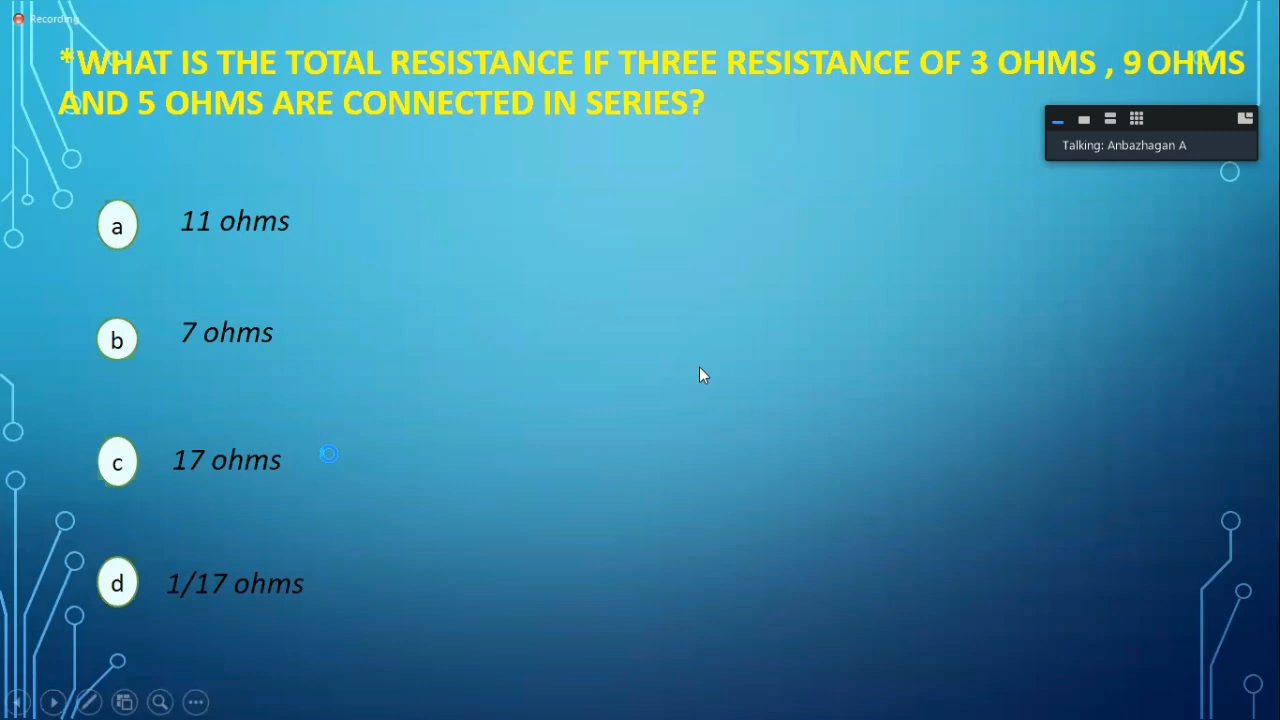 Recording
*WHAT IS THE TOTAL RESISTANCE IF THREE RESISTANCE OF 3 OHMS , 9 OHMS
AND 5 OHMS ARE CONNECTED IN SERIES?
Talking: Anbazhagan A
a 11 ohms
b 7 ohms
c 17 ohms
d 1/17 ohms